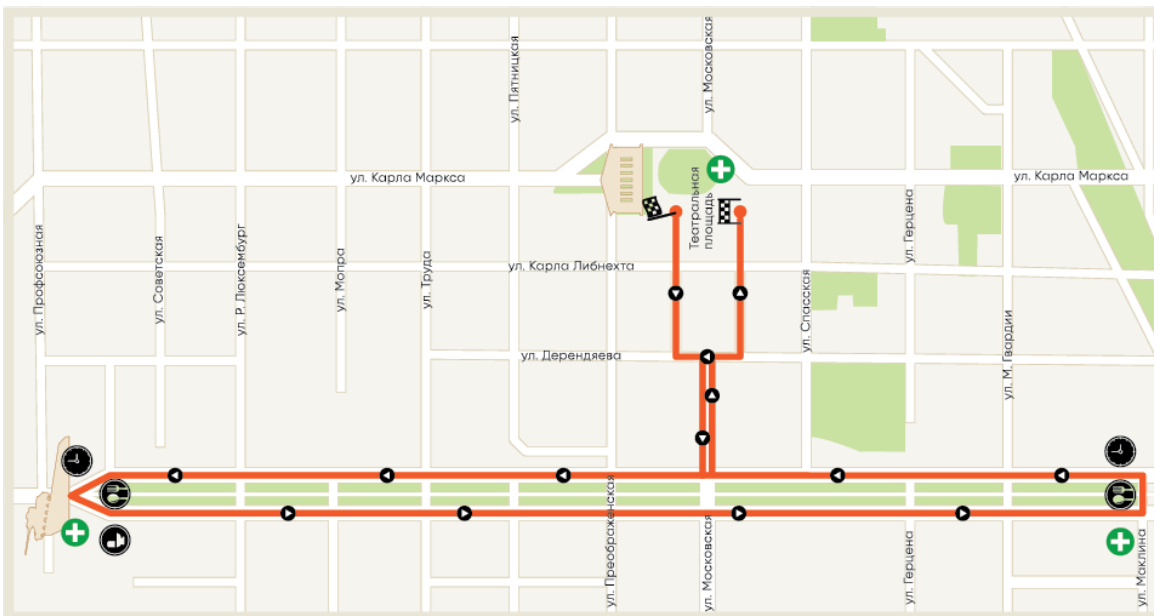 ул. Пятницкая
ул. Московская
ул. Карла Маркса
ул. Карла Маркса
Театральная
площадь
ул. Герцена
ул. Профсоюзная
ул. Советская
ул. Р. Люксембург
ул. Мопра
ул. Труда
ул. Карла Либнехта
ул. Спасская
ул. М. Гвардии
ул. Дерендяева
ул. Преображенская
ул. Московская
ул. Герцена
ул. Маклина